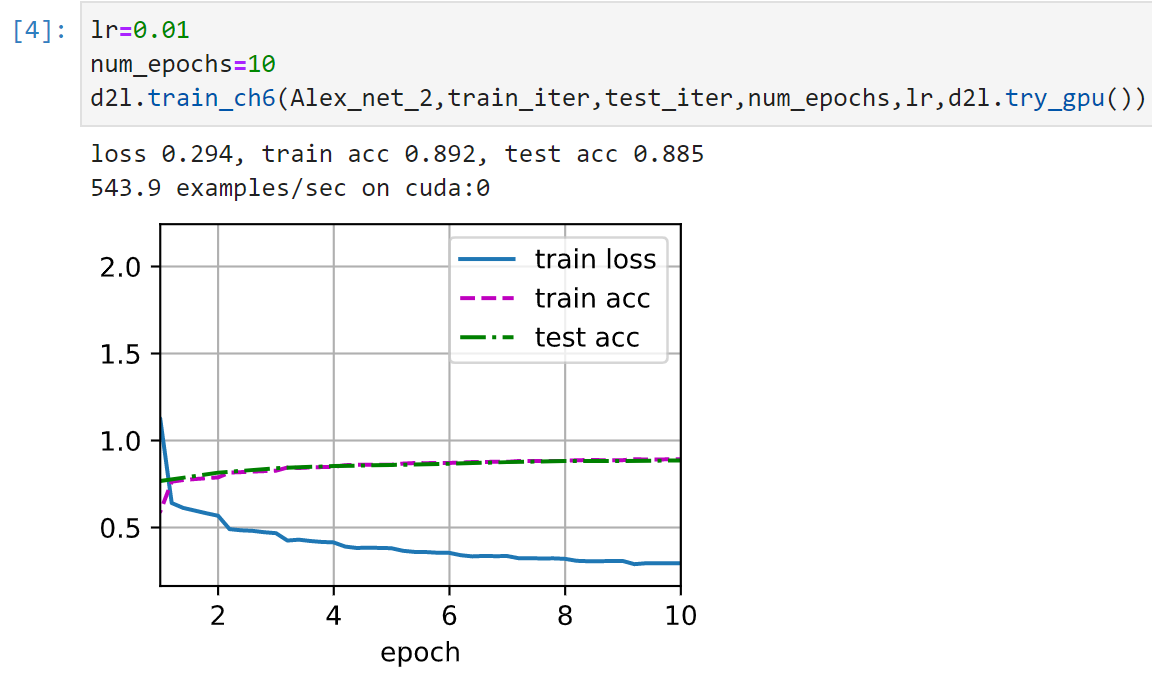 [4]: lr=0.01
num_epochs=10
d2l.train_ch6(Alex_net_2,train_iter,test_iter,num_epochs,lr,d2l.try_gpu())
loss 0.294, train acc 0.892, test acc 0.885
543.9 examples/sec on cuda:0
train loss
train acc
test acc
2.0
1.5
1.0
0.5
2 4 6 8 10
epoch